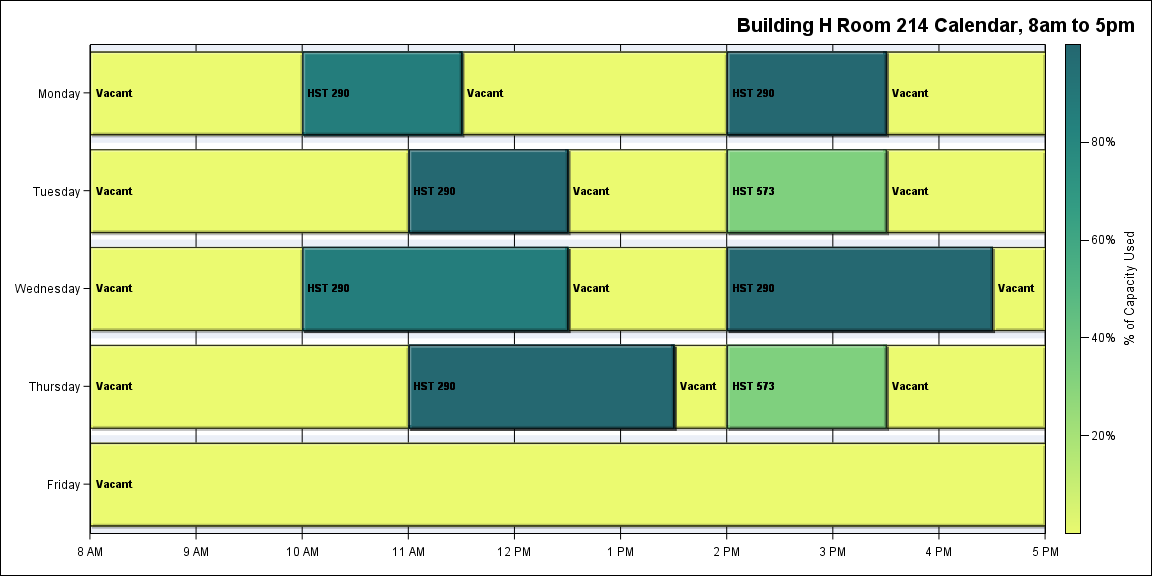 Building H Room 214 Calendar, 8am to 5pm
Monday
Vacant
HST 290
Vacant
HST 290
Vacant
Tuesday
Vacant
HST 290
Vacant
HST 573
Vacant
Wednesday
Vacant
HST 290
Vacant
HST 290
Vacant
Thursday
Vacant
HST 290
Vacant
HST 573
Vacant
Friday
Vacant
8 AM
9 AM
10 AM
11 AM
12 PM
1 PM
2 PM
3 PM
4 PM
5 PM
80%
60%
40%
20%
% of Capacity Used